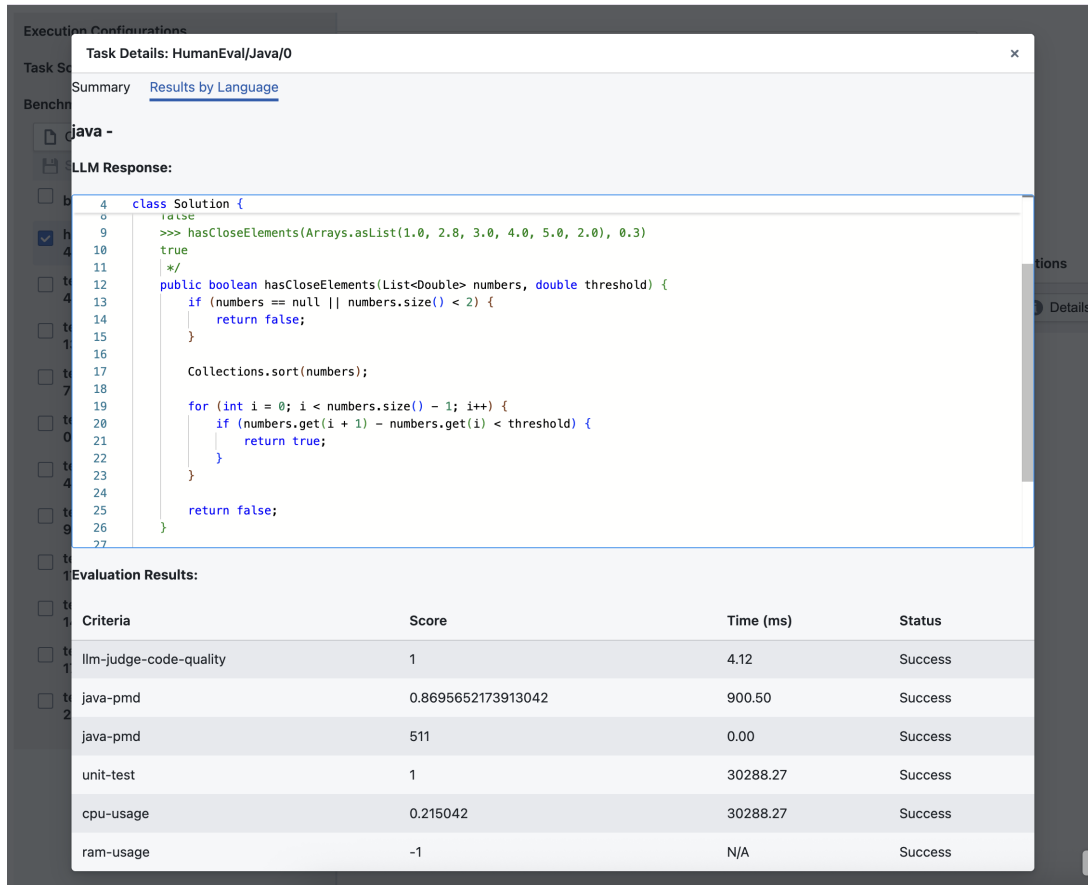 Execution Configurations
Task Details: HumanEval/Java/0
×
Task Sc
Summary
Results by Language
Benchm
java -
LLM Response:
4 class Solution {
8 false
9 >>> hasCloseElements(Arrays.asList(1.0, 2.8, 3.0, 4.0, 5.0, 2.0), 0.3)
10 true
11 */
12 public boolean hasCloseElements(List<Double> numbers, double threshold) {
13 if (numbers == null || numbers.size() < 2) {
14 return false;
15 }
16
17 Collections.sort(numbers);
18
19 for (int i = 0; i < numbers.size() - 1; i++) {
20 if (numbers.get(i + 1) - numbers.get(i) < threshold) {
21 return true;
22 }
23 }
24
25 return false;
26 }
27
tions
Details
Evaluation Results:
Criteria Score Time (ms) Status
llm-judge-code-quality 1 4.12 Success
java-pmd 0.8695652173913042 900.50 Success
java-pmd 511 0.00 Success
unit-test 1 30288.27 Success
cpu-usage 0.215042 30288.27 Success
ram-usage -1 N/A Success